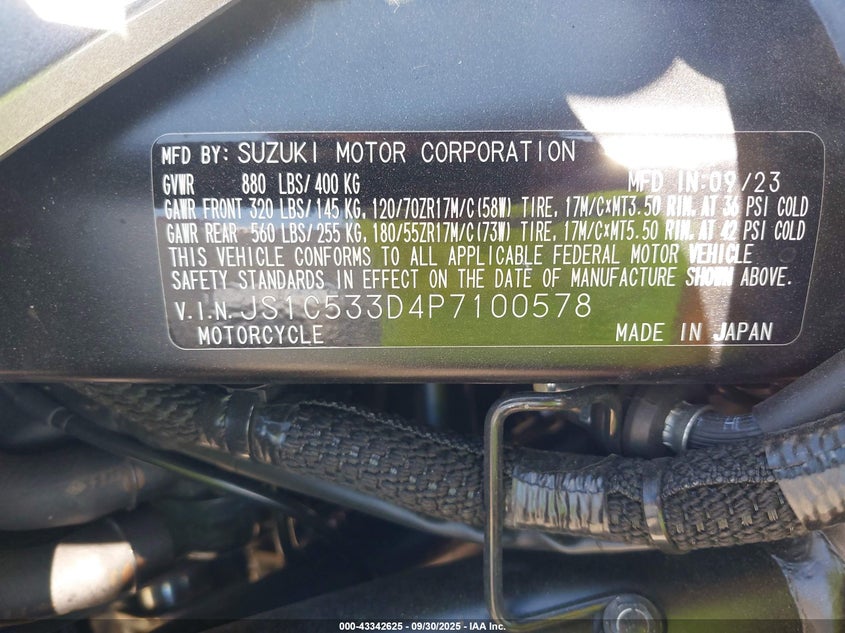 MFD BY: SUZUKI MOTOR CORPORATION
GVWR 880 LBS/400 KG MFD IN:09/23
GAWR FRONT 320 LBS/145 KG, 120/70ZR17M/C(58W) TIRE, 17M/C×MT3.50 RIM, AT 36 PSI COLD
GAWR REAR 560 LBS/255 KG, 180/55ZR17M/C(73W) TIRE, 17M/C×MT5.50 RIM, AT 42 PSI COLD
THIS VEHICLE CONFORMS TO ALL APPLICABLE FEDERAL MOTOR VEHICLE
SAFETY STANDARDS IN EFFECT ON THE DATE OF MANUFACTURE SHOWN ABOVE.
V.I.N. JS1C533D4P7100578
MOTORCYCLE MADE IN JAPAN
000-43342625 - 09/30/2025 - IAA Inc.